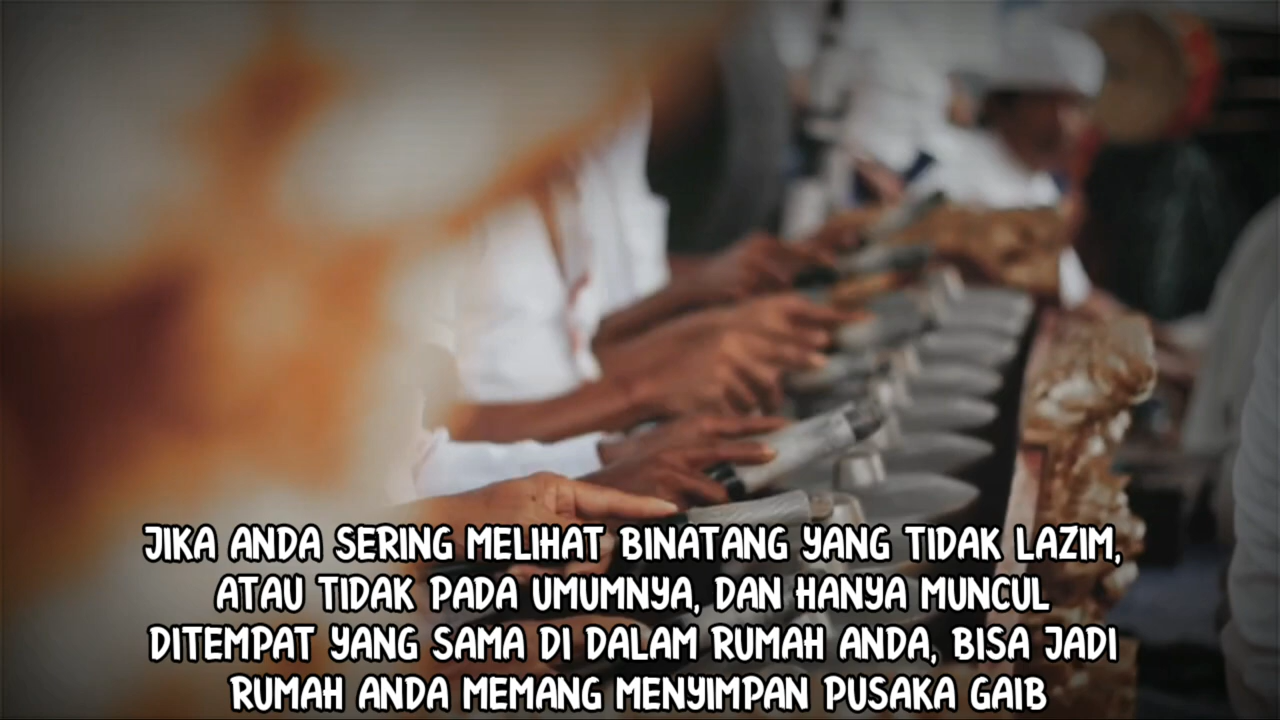 JIKA ANDA SERING MELIHAT BINATANG YANG TIDAK LAZIM,
ATAU TIDAK PADA UMUMNYA, DAN HANYA MUNCUL
DITEMPAT YANG SAMA DI DALAM RUMAH ANDA, BISA JADI
RUMAH ANDA MEMANG MENYIMPAN PUSAKA GAIB